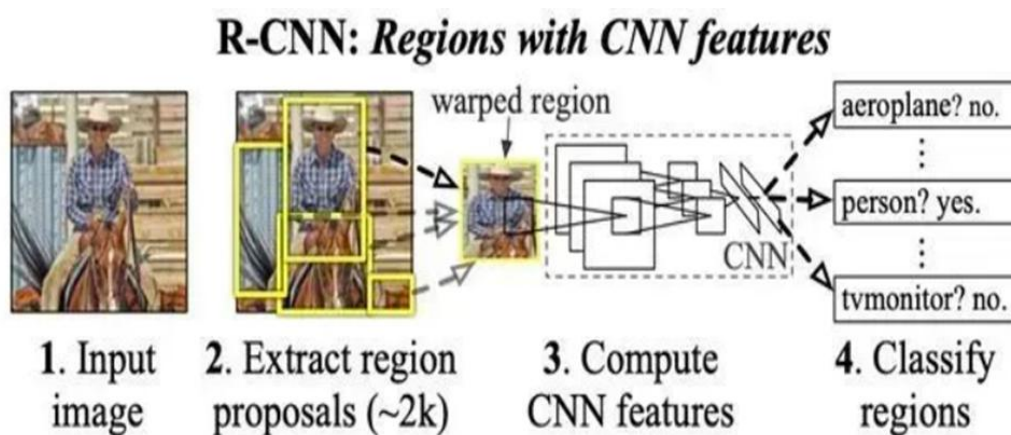 R-CNN: Regions with CNN features
warped region
aeroplane? no.
person? yes.
tvmonitor? no.
CNN
1. Input
image
2. Extract region
proposals (~2k)
3. Compute
CNN features
4. Classify
regions